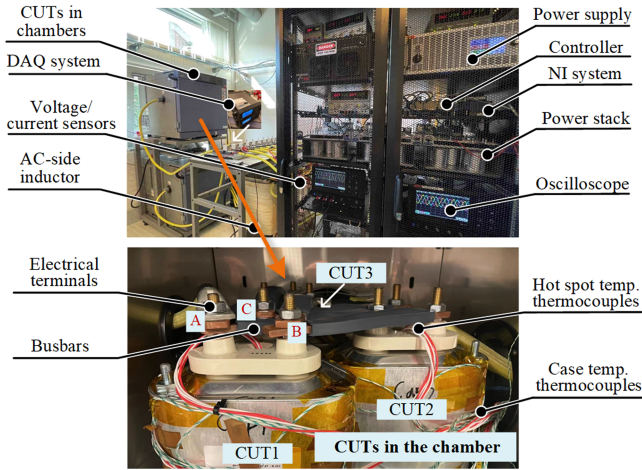 CUTs in
chambers
DAQ system
Voltage/
current sensors
AC-side
inductor
Power supply
Controller
NI system
Power stack
Oscilloscope
DANGER
Electrical
terminals
Busbars
A
C
B
CUT3
CUT2
CUT1
CUTs in the chamber
Hot spot temp.
thermocouples
Case temp.
thermocouples